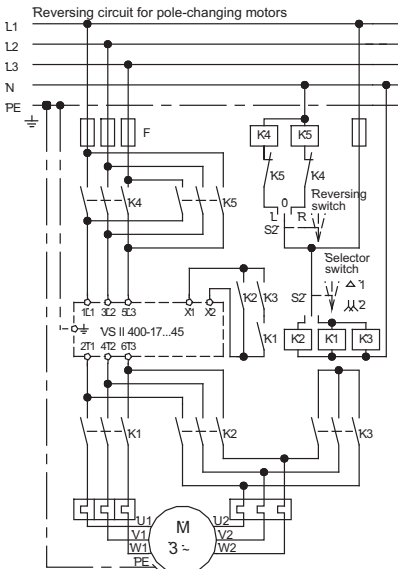 Reversing circuit for pole-changing motors
L1
L2
L3
N
PE
F
K4 K5
K5 K4
K4 K5
L 0 R
Reversing
switch
S2
Selector
switch
S2 1
2
X1 X2
K2 K3
K1
1L1 3L2 5L3
VS II 400-17...45
2T1 4T2 6T3
K2 K1 K3
K1 K2 K3
U1 M U2
V1 3~ V2
W1 W2
PE